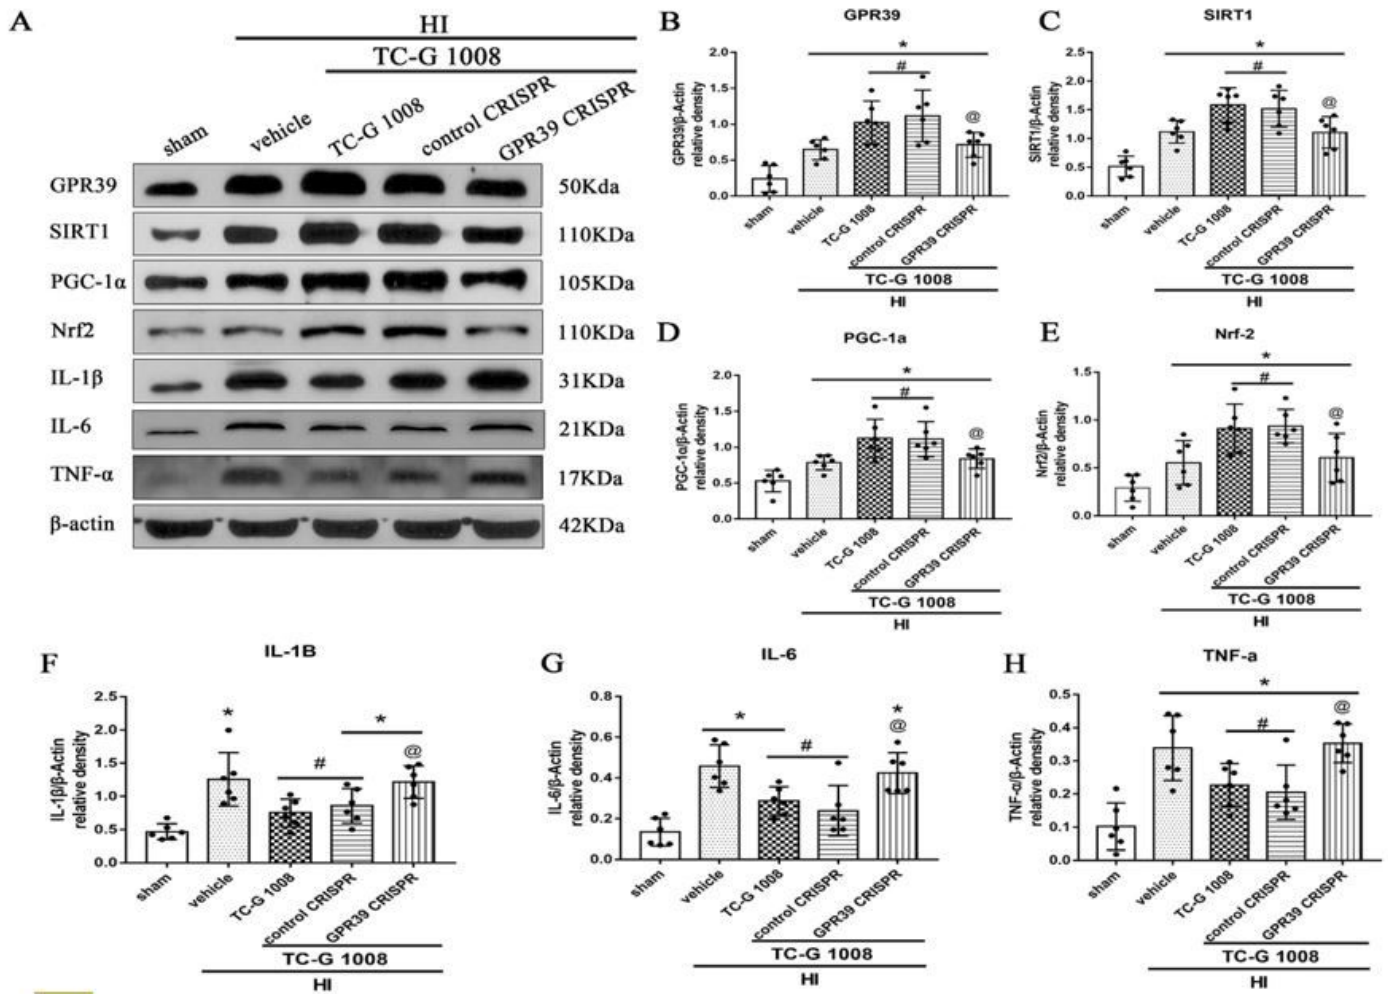 A
HI
TC-G 1008
sham
vehicle
TC-G 1008
control CRISPR
GPR39 CRISPR
GPR39
50Kda
SIRT1
110KDa
PGC-1α
105KDa
Nrf2
110KDa
IL-1β
31KDa
IL-6
21KDa
TNF-α
17KDa
β-actin
42KDa
B
GPR39
GPR39/β-Actin
relative density
2.0
1.5
1.0
0.5
0.0
*
#
@
sham
vehicle
TC-G 1008
control CRISPR
GPR39 CRISPR
TC-G 1008
HI
C
SIRT1
SIRT1/β-Actin
relative density
2.5
2.0
1.5
1.0
0.5
0.0
*
#
@
sham
vehicle
TC-G 1008
control CRISPR
GPR39 CRISPR
TC-G 1008
HI
D
PGC-1a
PGC-1α/β-Actin
relative density
2.0
1.5
1.0
0.5
0.0
*
#
@
sham
vehicle
TC-G 1008
control CRISPR
GPR39 CRISPR
TC-G 1008
HI
E
Nrf-2
Nrf2/β-Actin
relative density
1.5
1.0
0.5
0.0
*
#
@
sham
vehicle
TC-G 1008
control CRISPR
GPR39 CRISPR
TC-G 1008
HI
F
IL-1B
IL-1β/β-Actin
relative density
2.5
2.0
1.5
1.0
0.5
0.0
*
#
*
@
sham
vehicle
TC-G 1008
control CRISPR
GPR39 CRISPR
TC-G 1008
HI
G
IL-6
IL-6/β-Actin
relative density
0.8
0.6
0.4
0.2
0.0
*
#
*
@
sham
vehicle
TC-G 1008
control CRISPR
GPR39 CRISPR
TC-G 1008
HI
H
TNF-a
TNF-α/β-Actin
relative density
0.5
0.4
0.3
0.2
0.1
0.0
*
#
@
sham
vehicle
TC-G 1008
control CRISPR
GPR39 CRISPR
TC-G 1008
HI